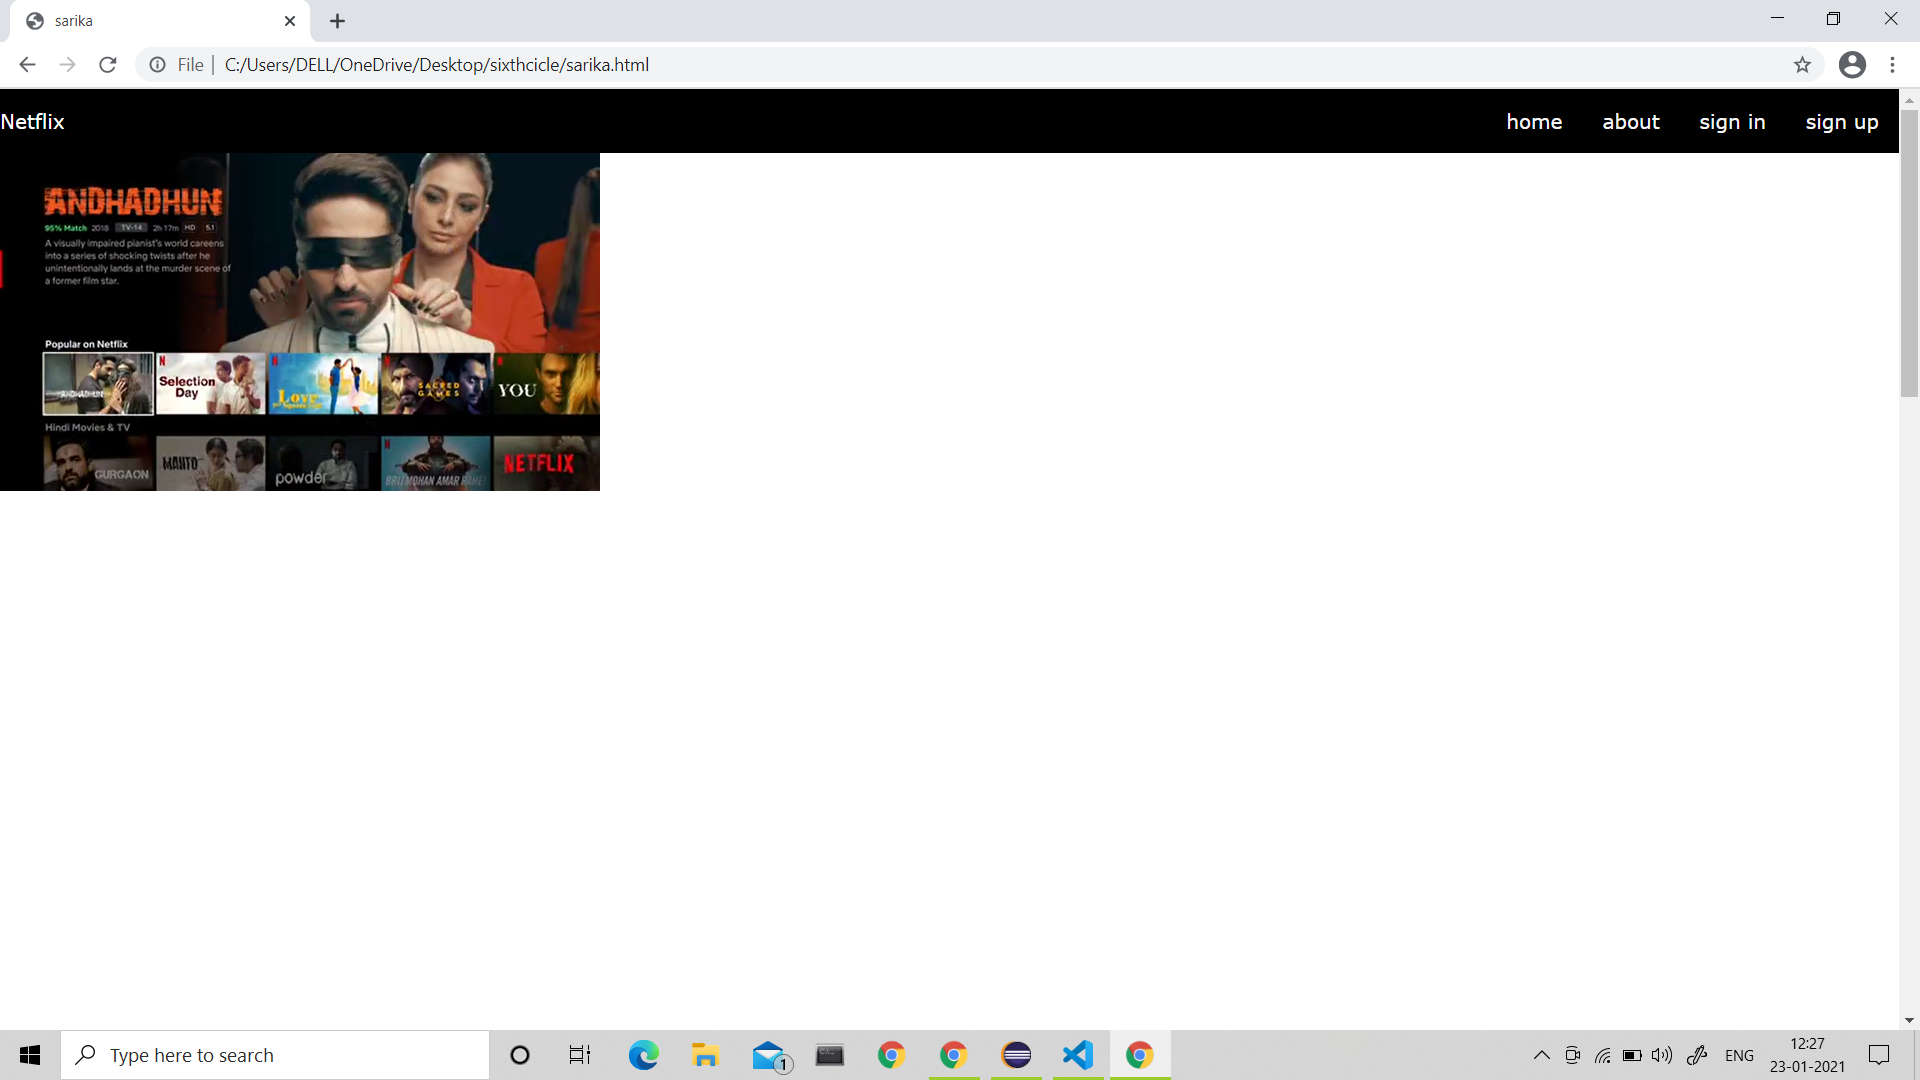 sarika
File | C:/Users/DELL/OneDrive/Desktop/sixthcicle/sarika.html
Netflix home about sign in sign up
ANDHADHUN
95% Match 2018 TV-14 2h 17m HD 5.1
A visually impaired pianist's world careens
into a series of shocking twists after he
unintentionally lands at the murder scene of
a former film star.
Popular on Netflix
ANDHADHUN
Selection
Day
Love
SACRED
GAMES
YOU
Hindi Movies & TV
GURGAON
MANTO
powder
BRIJ MOHAN AMAR RAHE
NETFLIX
Type here to search
1
ENG
12:27
23-01-2021